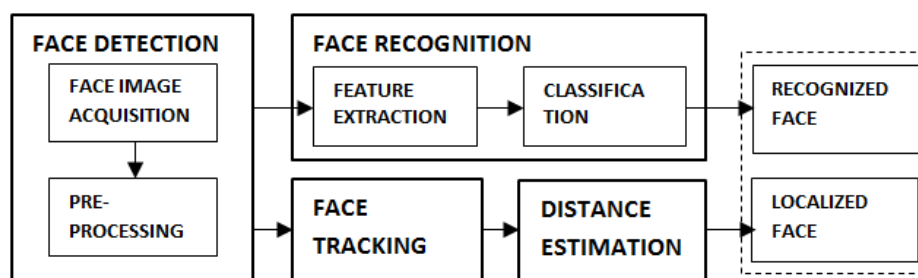 FACE DETECTION
FACE IMAGE
ACQUISITION
PRE-
PROCESSING
FACE RECOGNITION
FEATURE
EXTRACTION
CLASSIFICA
TION
FACE
TRACKING
DISTANCE
ESTIMATION
RECOGNIZED
FACE
LOCALIZED
FACE